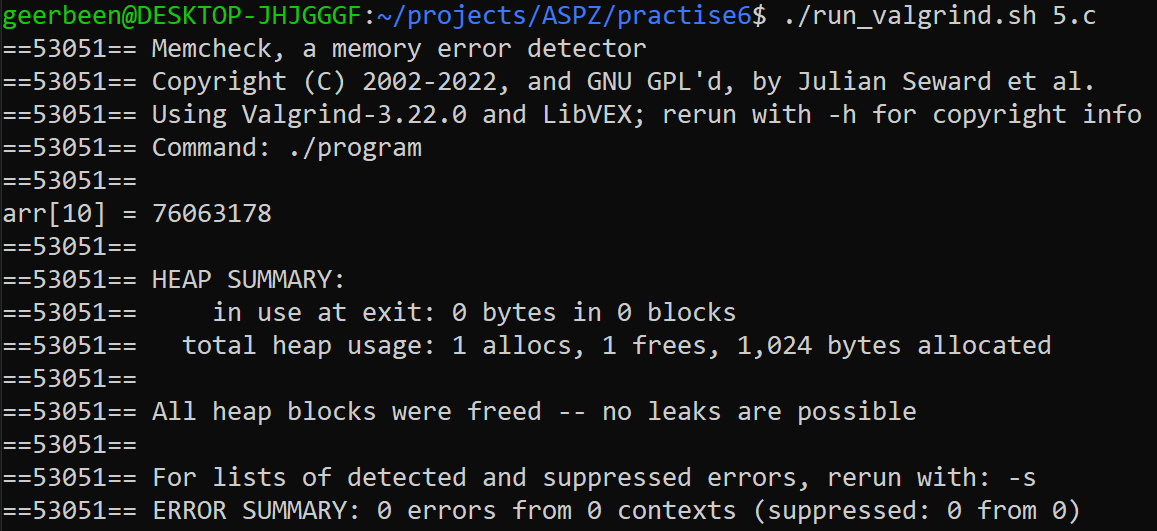 geerbeen@DESKTOP-JHJGGGF:~/projects/ASPZ/practise6$ ./run_valgrind.sh 5.c
==53051== Memcheck, a memory error detector
==53051== Copyright (C) 2002-2022, and GNU GPL'd, by Julian Seward et al.
==53051== Using Valgrind-3.22.0 and LibVEX; rerun with -h for copyright info
==53051== Command: ./program
==53051==
arr[10] = 76063178
==53051==
==53051== HEAP SUMMARY:
==53051==     in use at exit: 0 bytes in 0 blocks
==53051==   total heap usage: 1 allocs, 1 frees, 1,024 bytes allocated
==53051==
==53051== All heap blocks were freed -- no leaks are possible
==53051==
==53051== For lists of detected and suppressed errors, rerun with: -s
==53051== ERROR SUMMARY: 0 errors from 0 contexts (suppressed: 0 from 0)